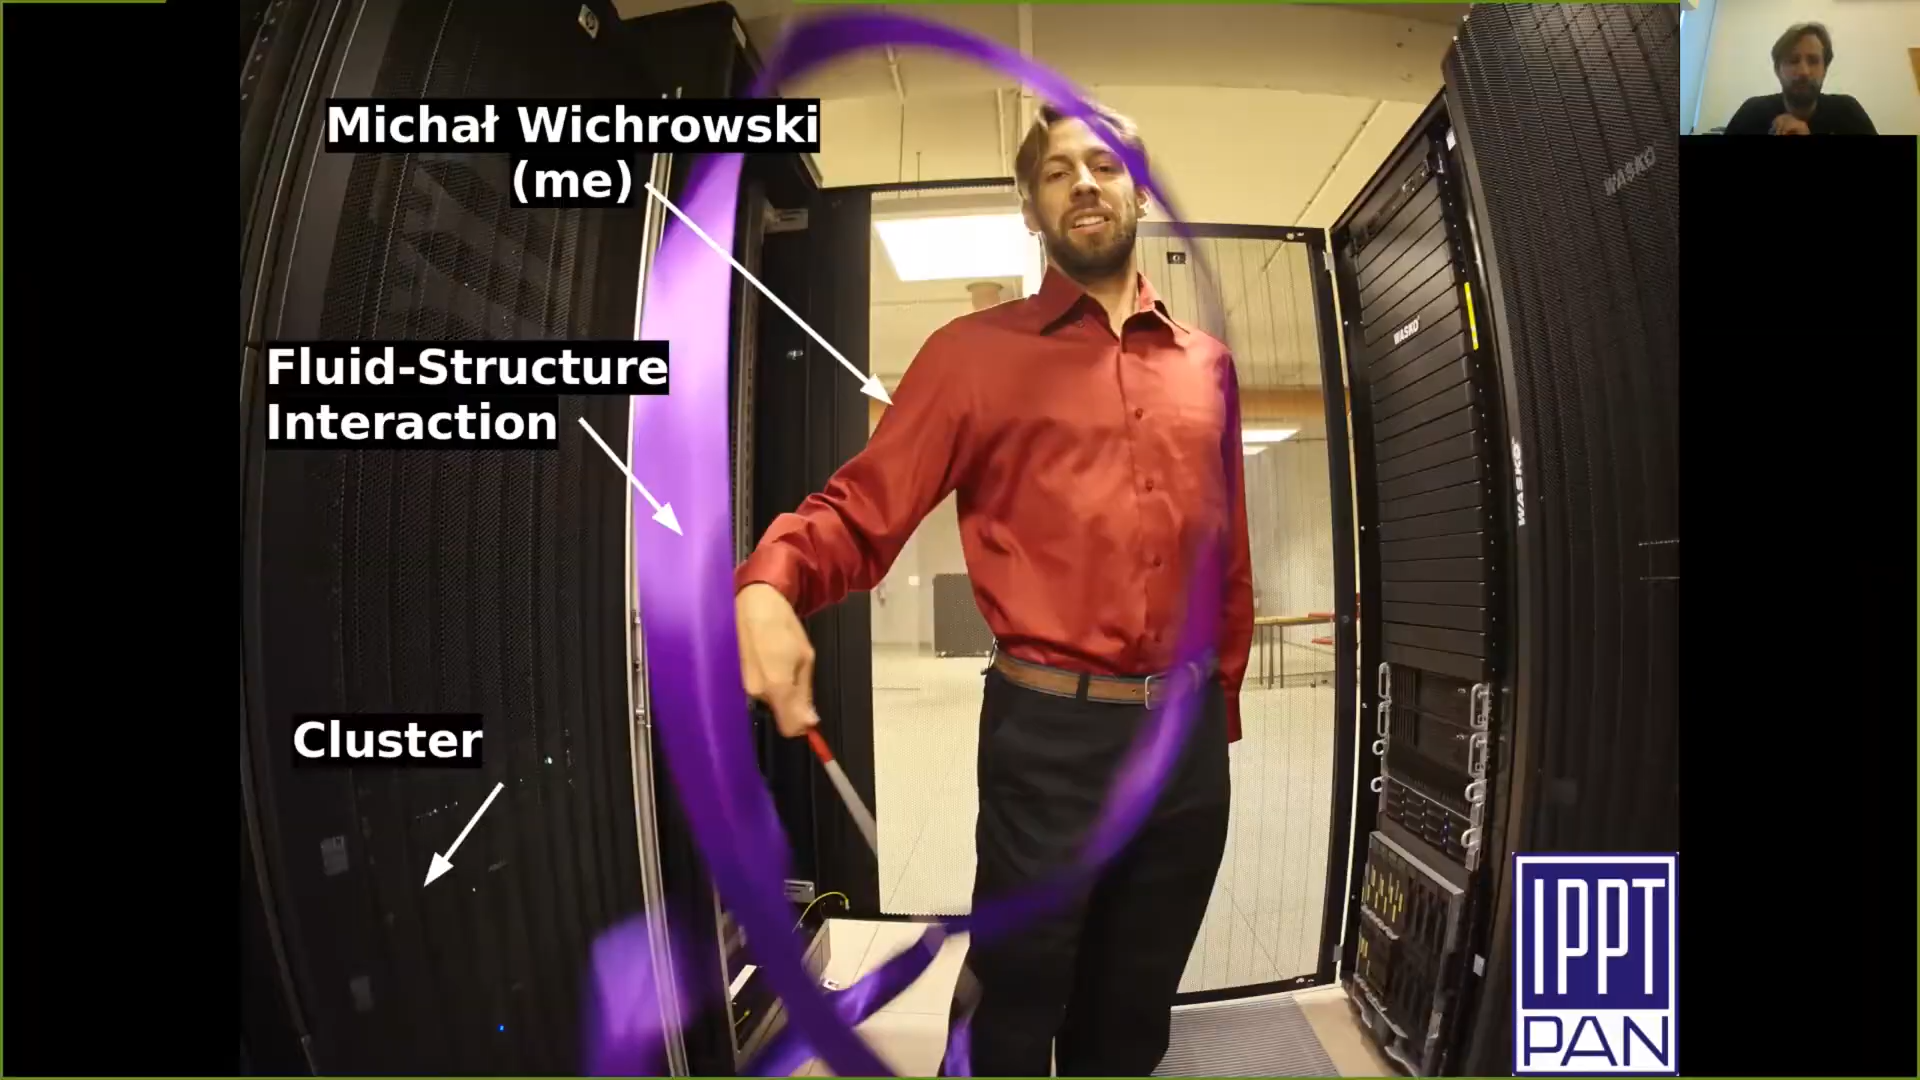 Michał Wichrowski
(me)
Fluid-Structure
Interaction
Cluster
WASKO
WASKO
WASKO
IPPT
PAN